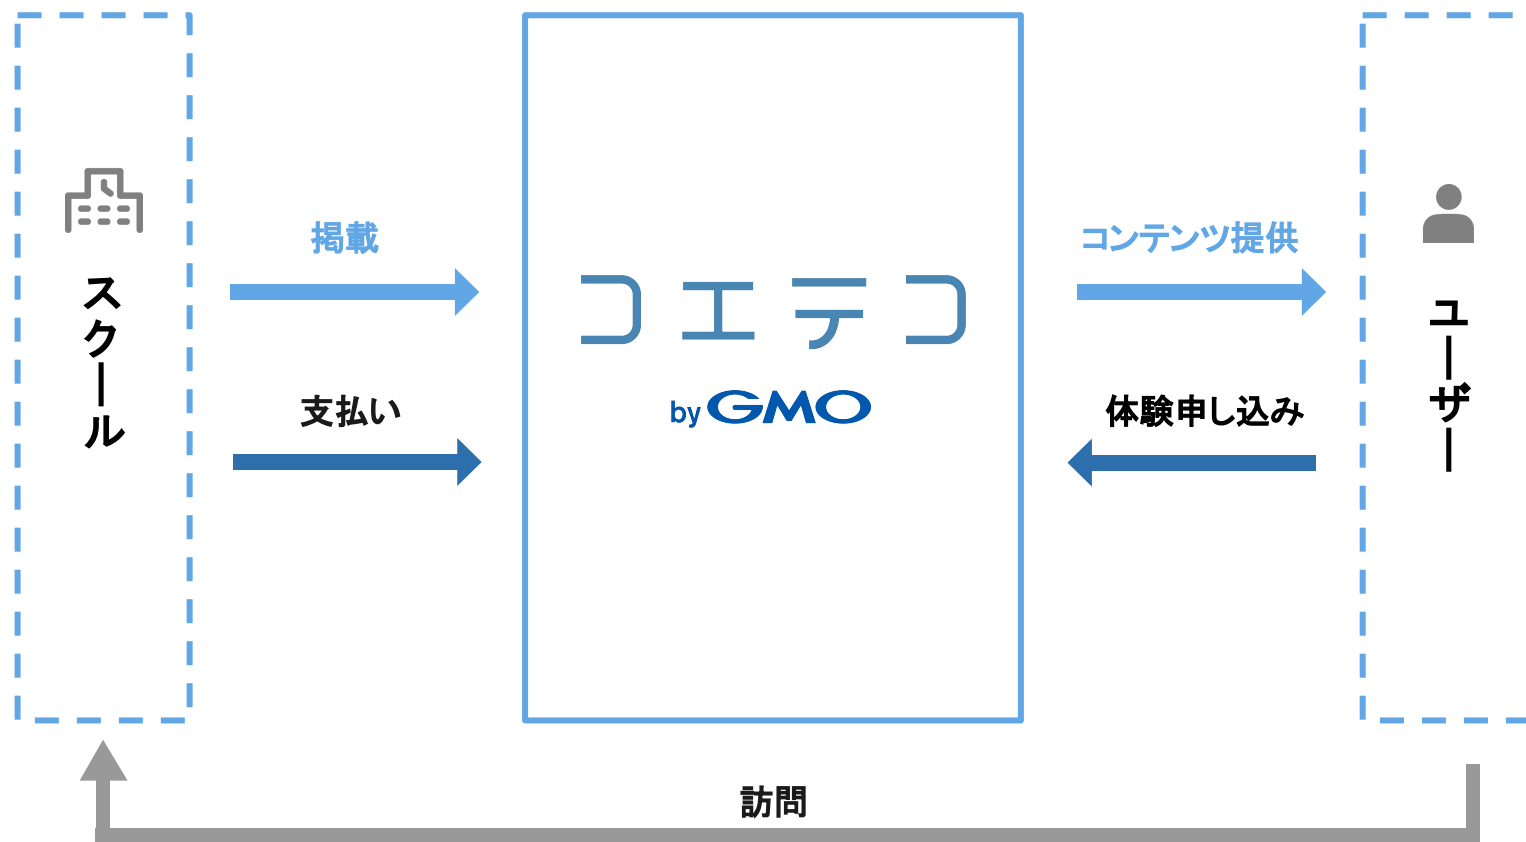 スクール
掲載
支払い
コエテコ
by GMO
コンテンツ提供
体験申し込み
ユーザー
訪問